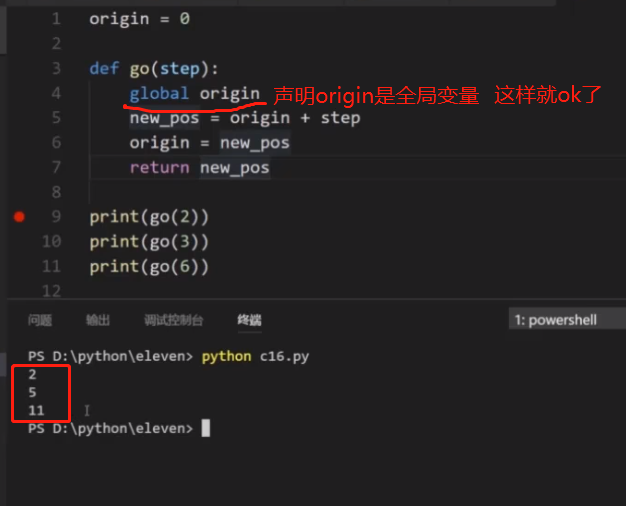 1 origin = 0
2
3 def go(step):
4 global origin 声明origin是全局变量 这样就ok了
5 new_pos = origin + step
6 origin = new_pos
7 return new_pos
8
9 print(go(2))
10 print(go(3))
11 print(go(6))
12
问题 输出 调试控制台 终端 1: powershell
PS D:\python\eleven> python c16.py
2
5
11
PS D:\python\eleven>